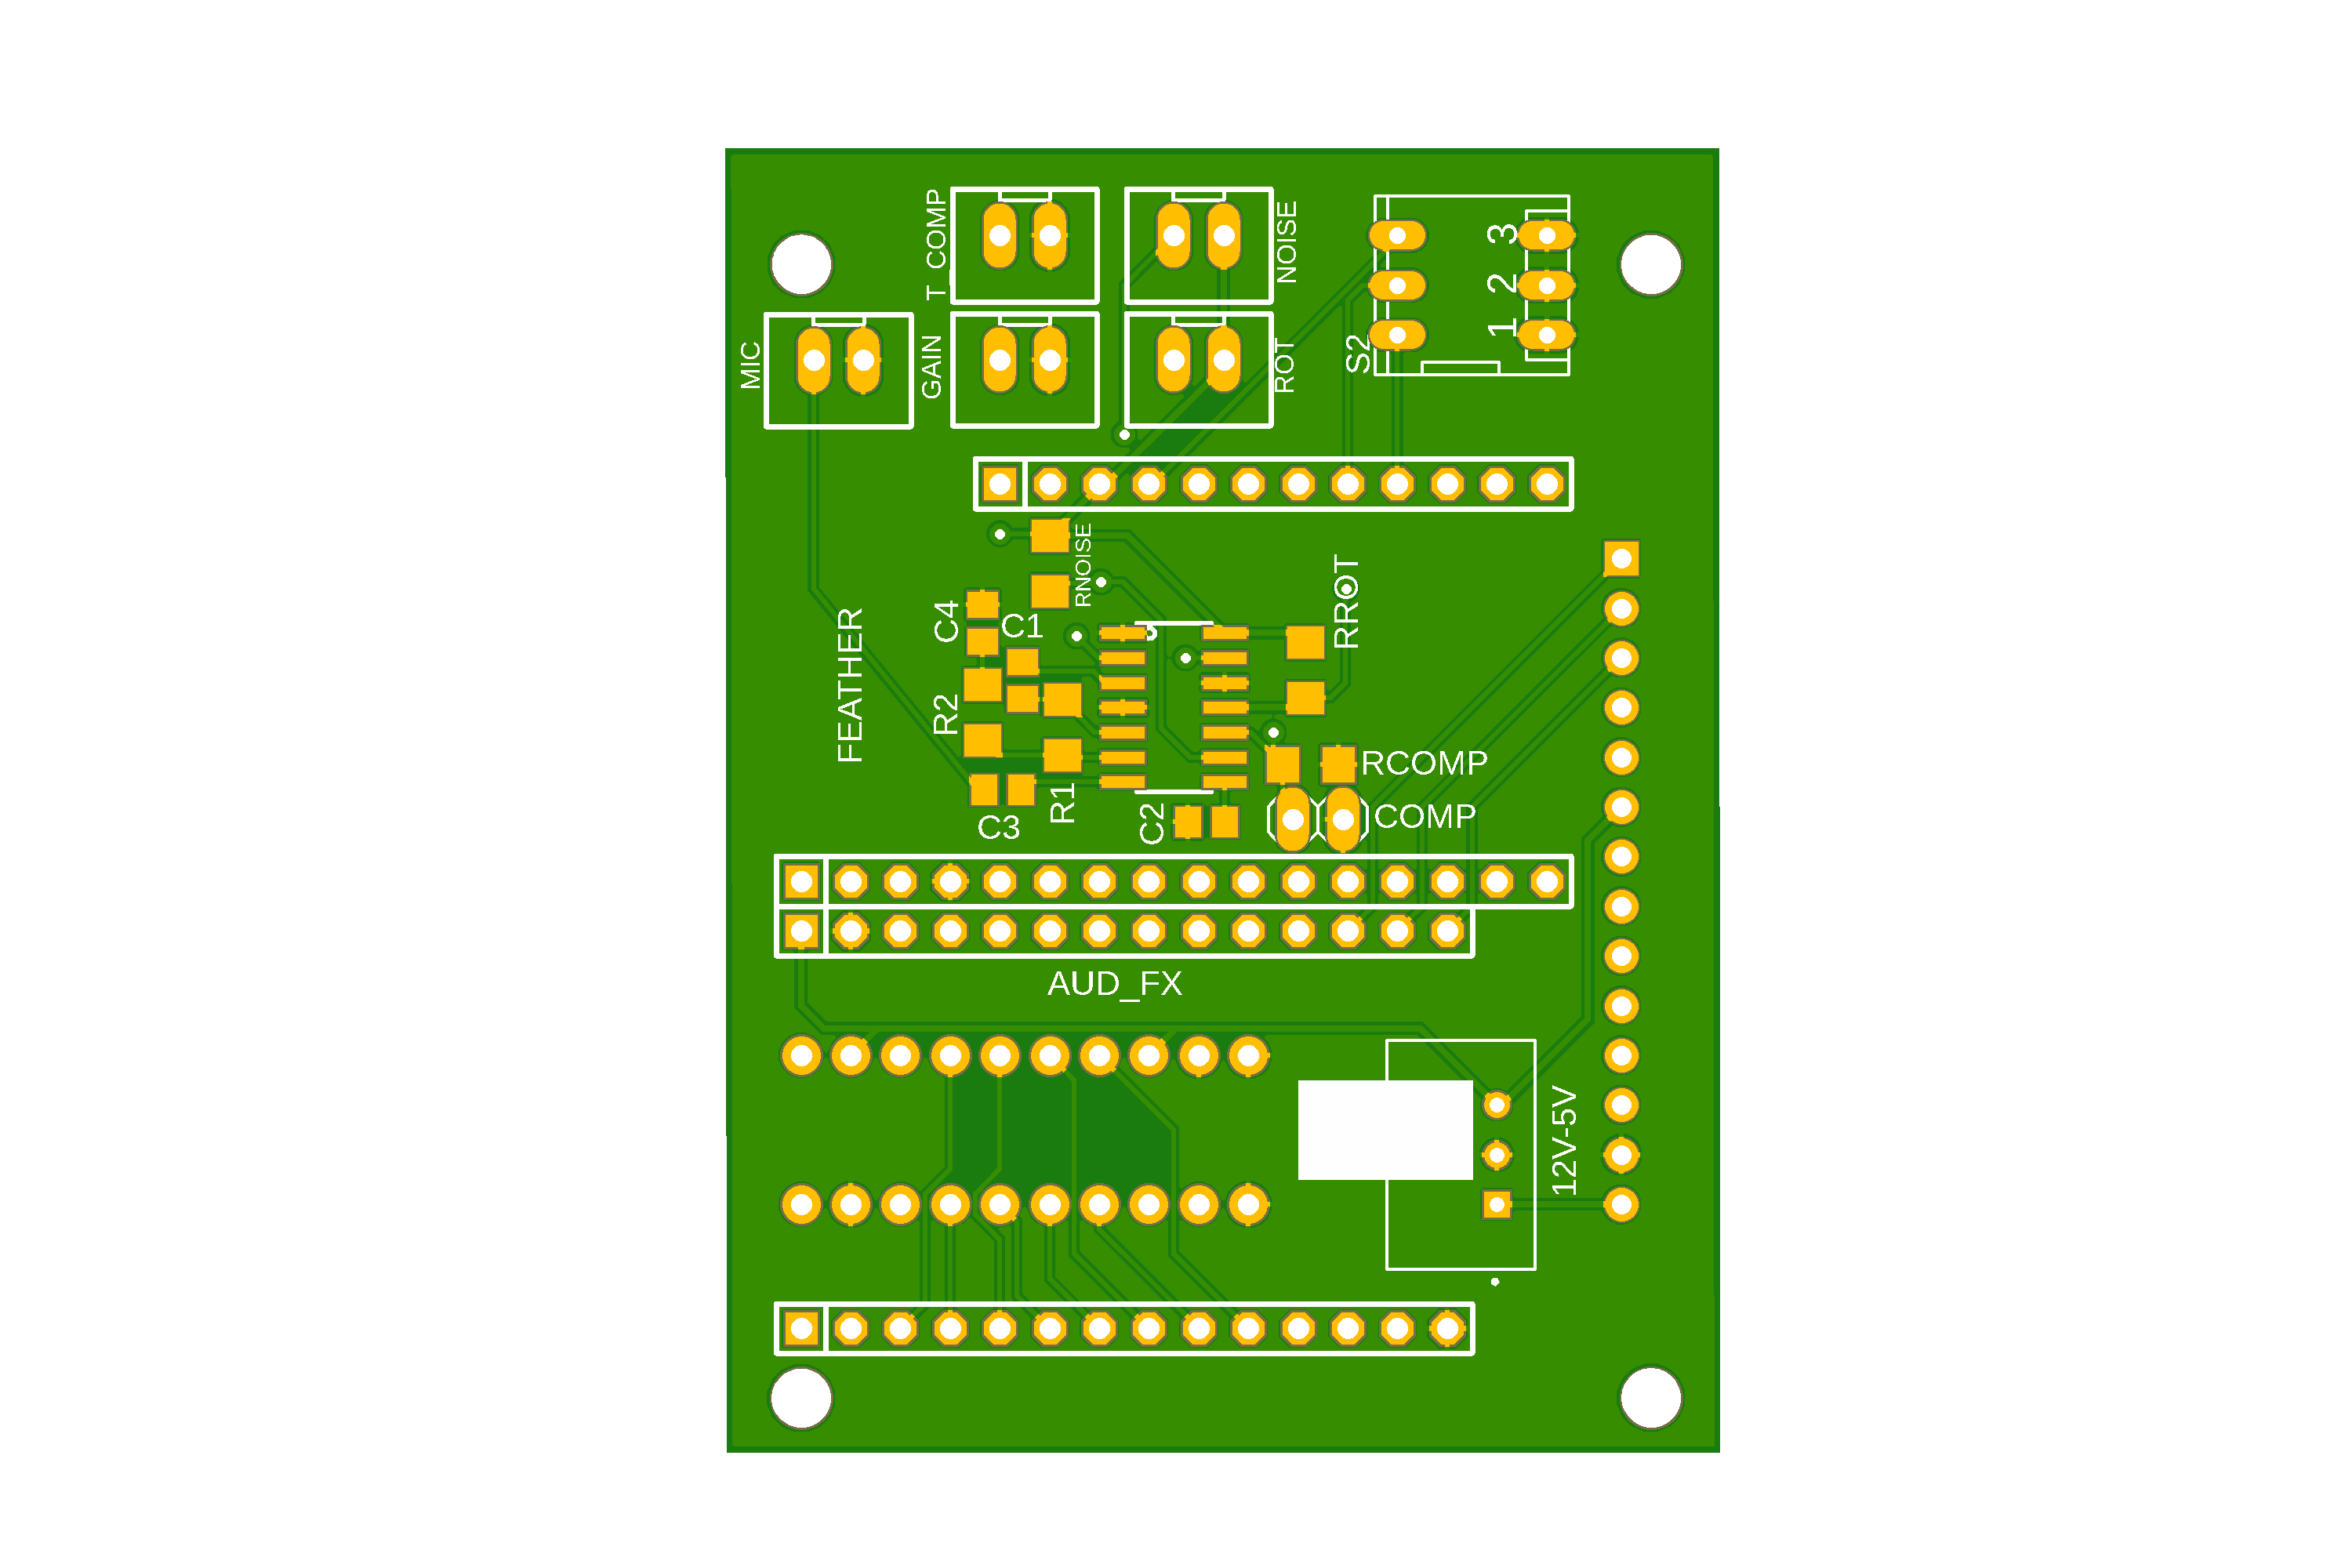 T COMP
NOISE
3
2
1
S2
MIC
GAIN
ROT
RNOISE
RROT
C4
C1
FEATHER
R2
RCOMP
R1
C3
C2
COMP
AUD_FX
12V-5V